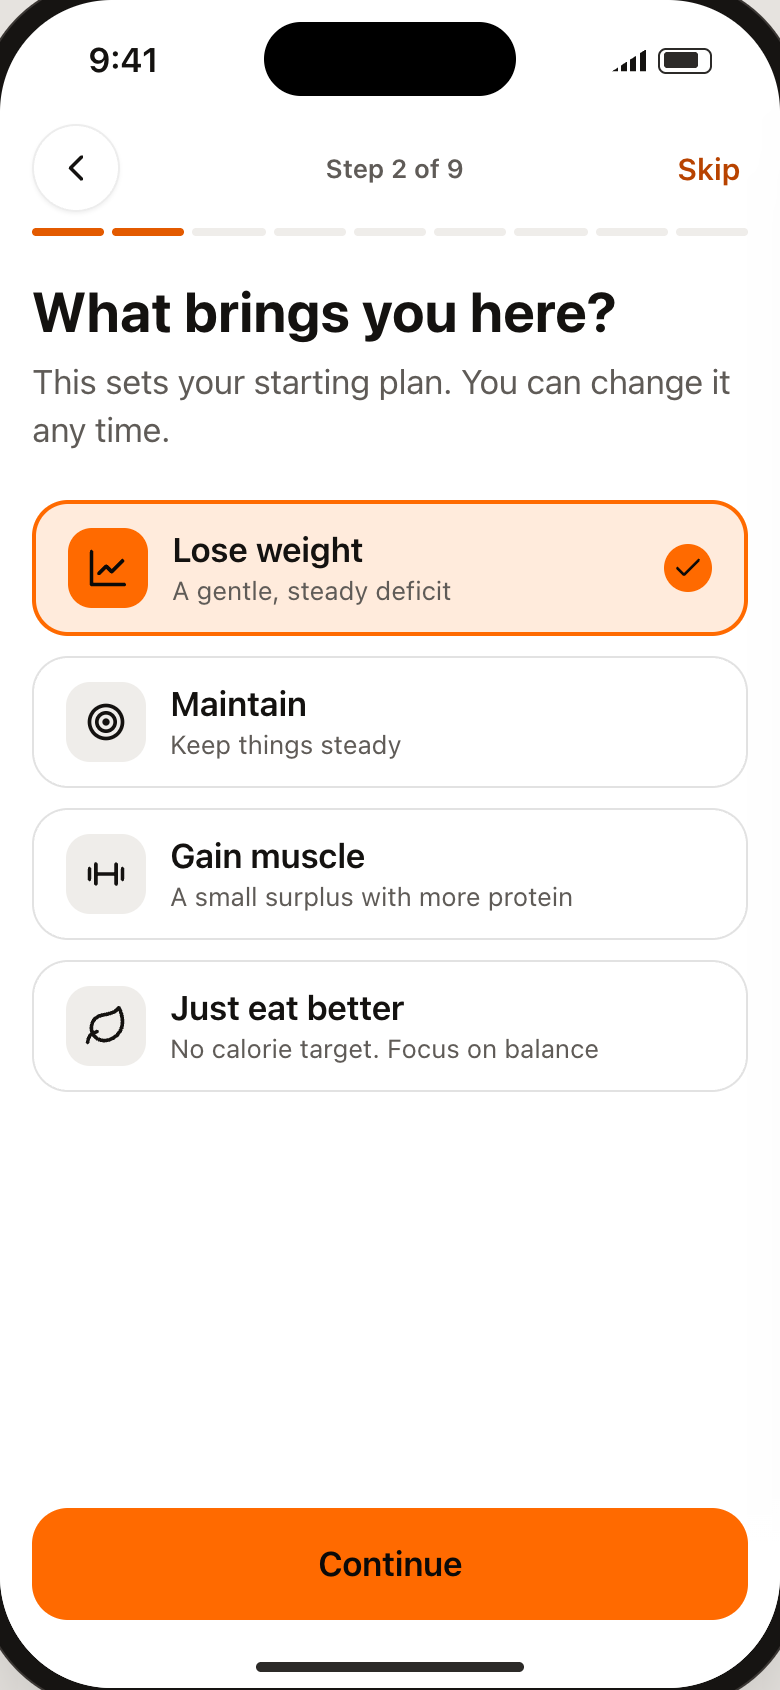 9:41
Step 2 of 9
Skip
What brings you here?
This sets your starting plan. You can change it
any time.
Lose weight
A gentle, steady deficit
Maintain
Keep things steady
Gain muscle
A small surplus with more protein
Just eat better
No calorie target. Focus on balance
Continue